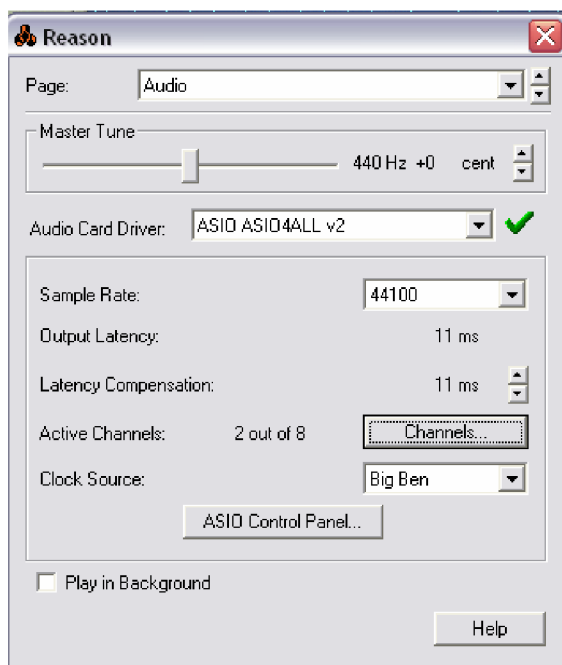 Reason
Page: Audio
Master Tune
440 Hz +0 cent
Audio Card Driver: ASIO ASIO4ALL v2
Sample Rate: 44100
Output Latency: 11 ms
Latency Compensation: 11 ms
Active Channels: 2 out of 8 Channels...
Clock Source: Big Ben
ASIO Control Panel...
Play in Background
Help